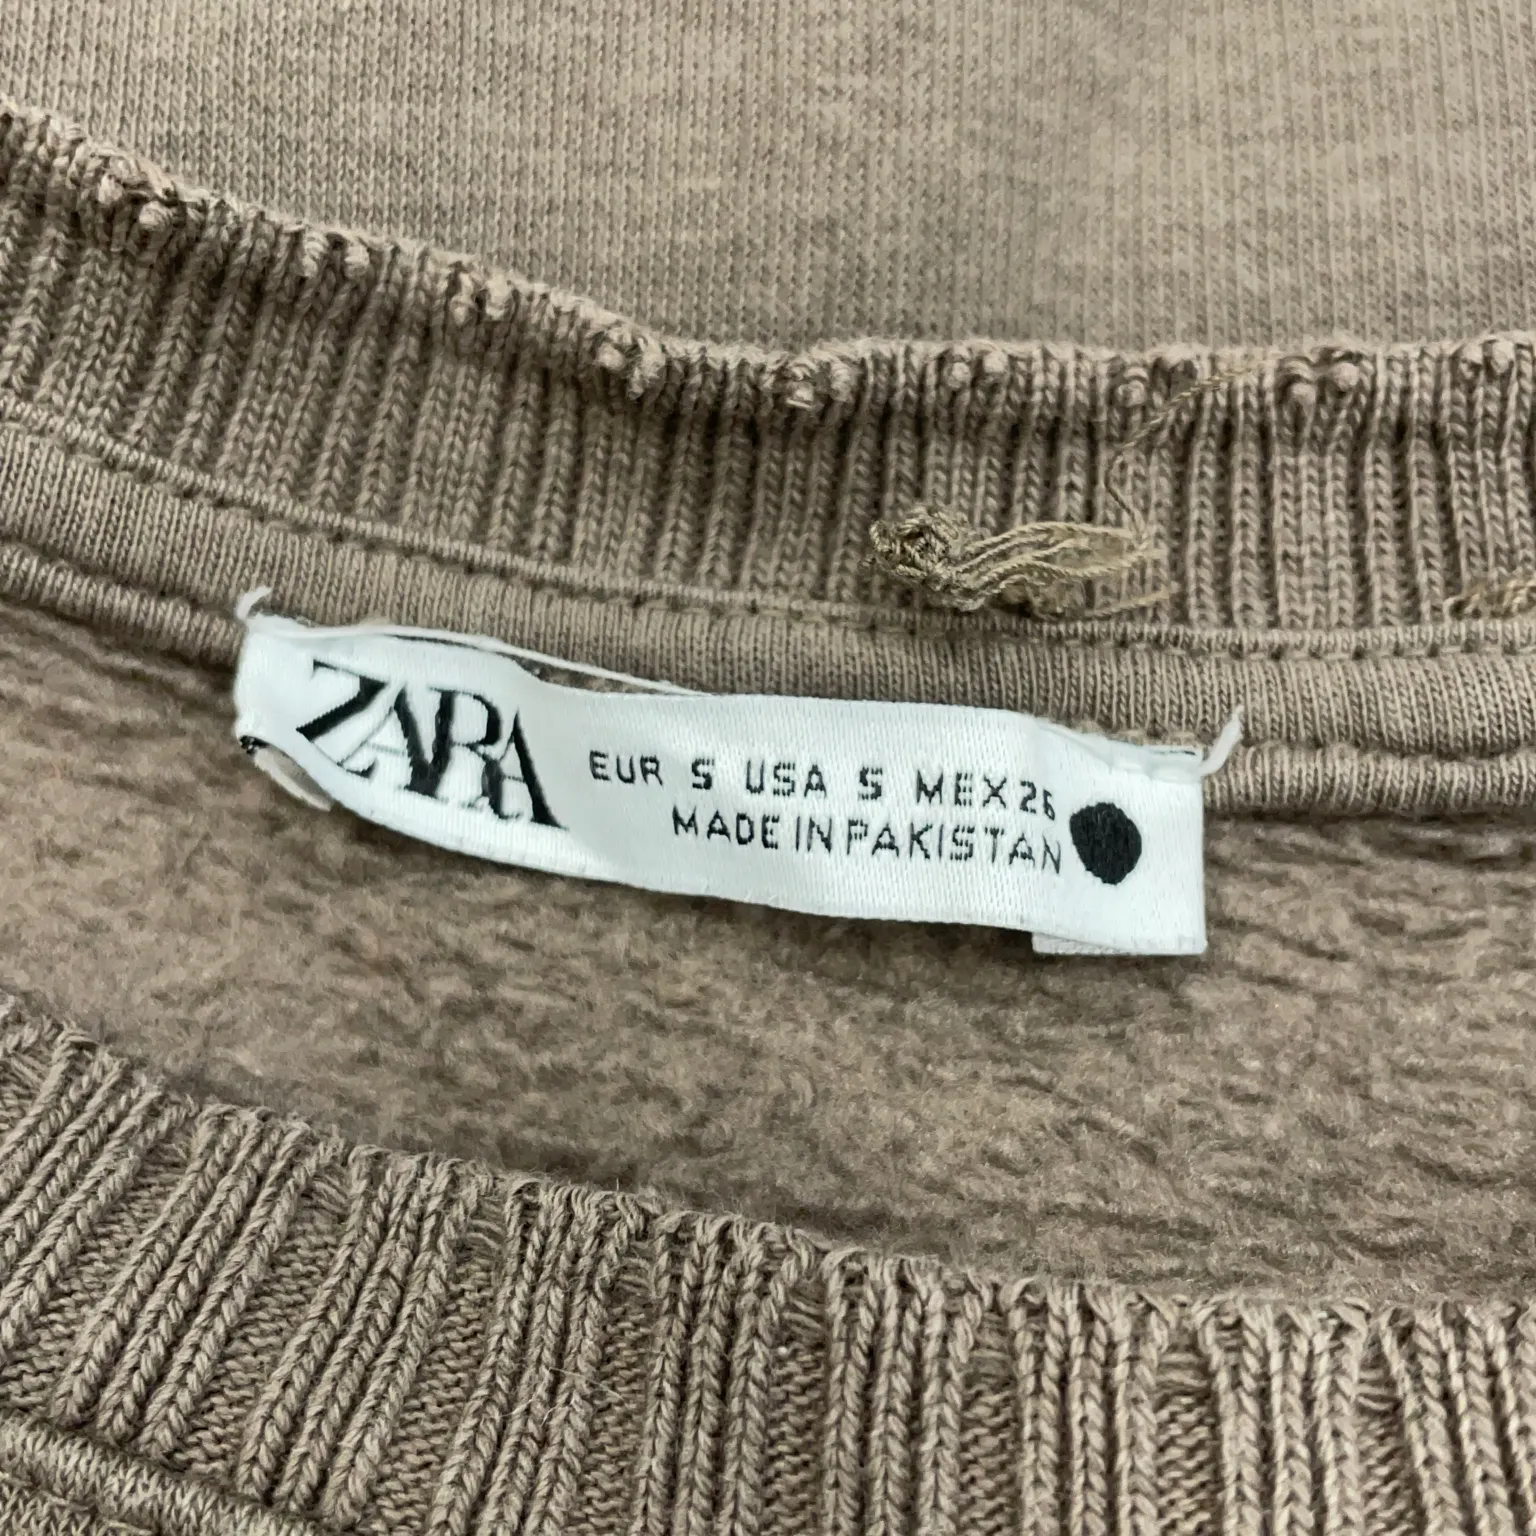 ZARA
EUR S USA S MEX 26
MADE IN PAKISTAN